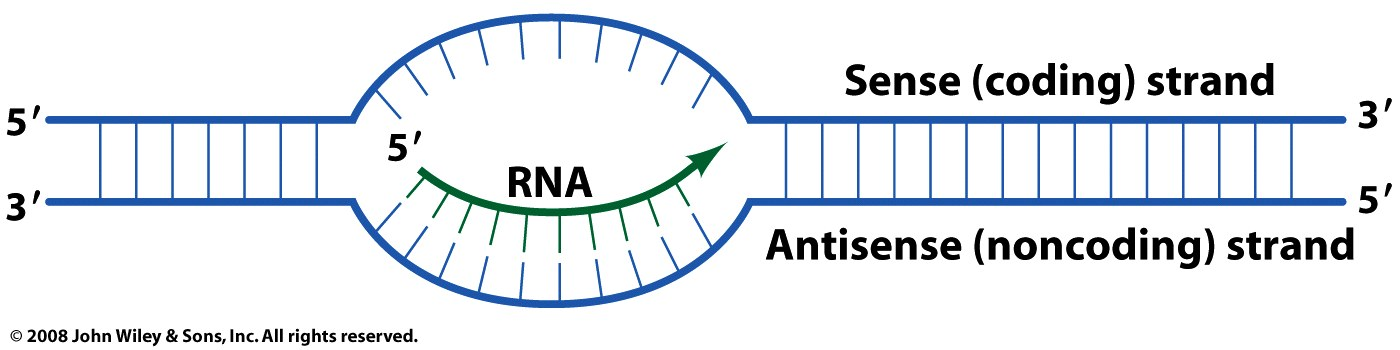 Sense (coding) strand
5′
3′
5′
RNA
3′
5′
Antisense (noncoding) strand
© 2008 John Wiley & Sons, Inc. All rights reserved.